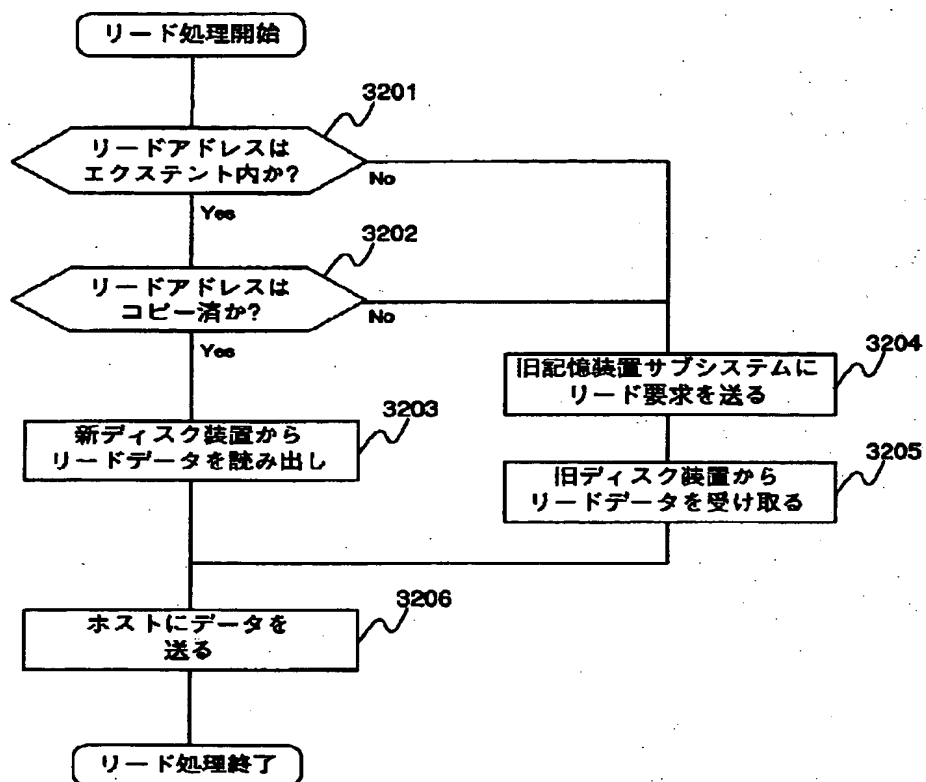 リード処理開始
3201
リードアドレスは
エクステント内か?
No
Yes
3202
リードアドレスは
コピー済か?
No
Yes
3204
旧記憶装置サブシステムに
リード要求を送る
3203
新ディスク装置から
リードデータを読み出し
3205
旧ディスク装置から
リードデータを受け取る
3206
ホストにデータを
送る
リード処理終了